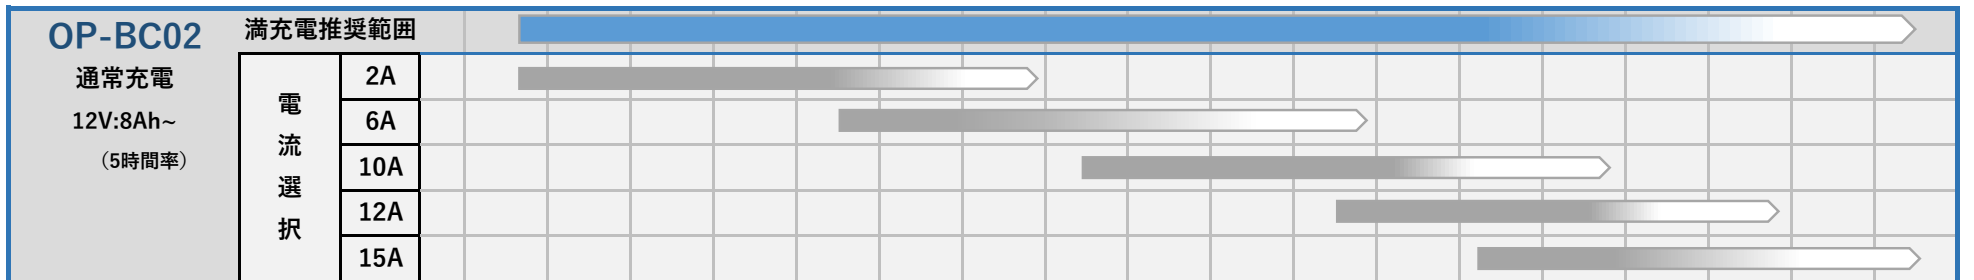 OP-BC02
通常充電
12V:8Ah~
（5時間率）
満充電推奨範囲
電流選択
2A
6A
10A
12A
15A